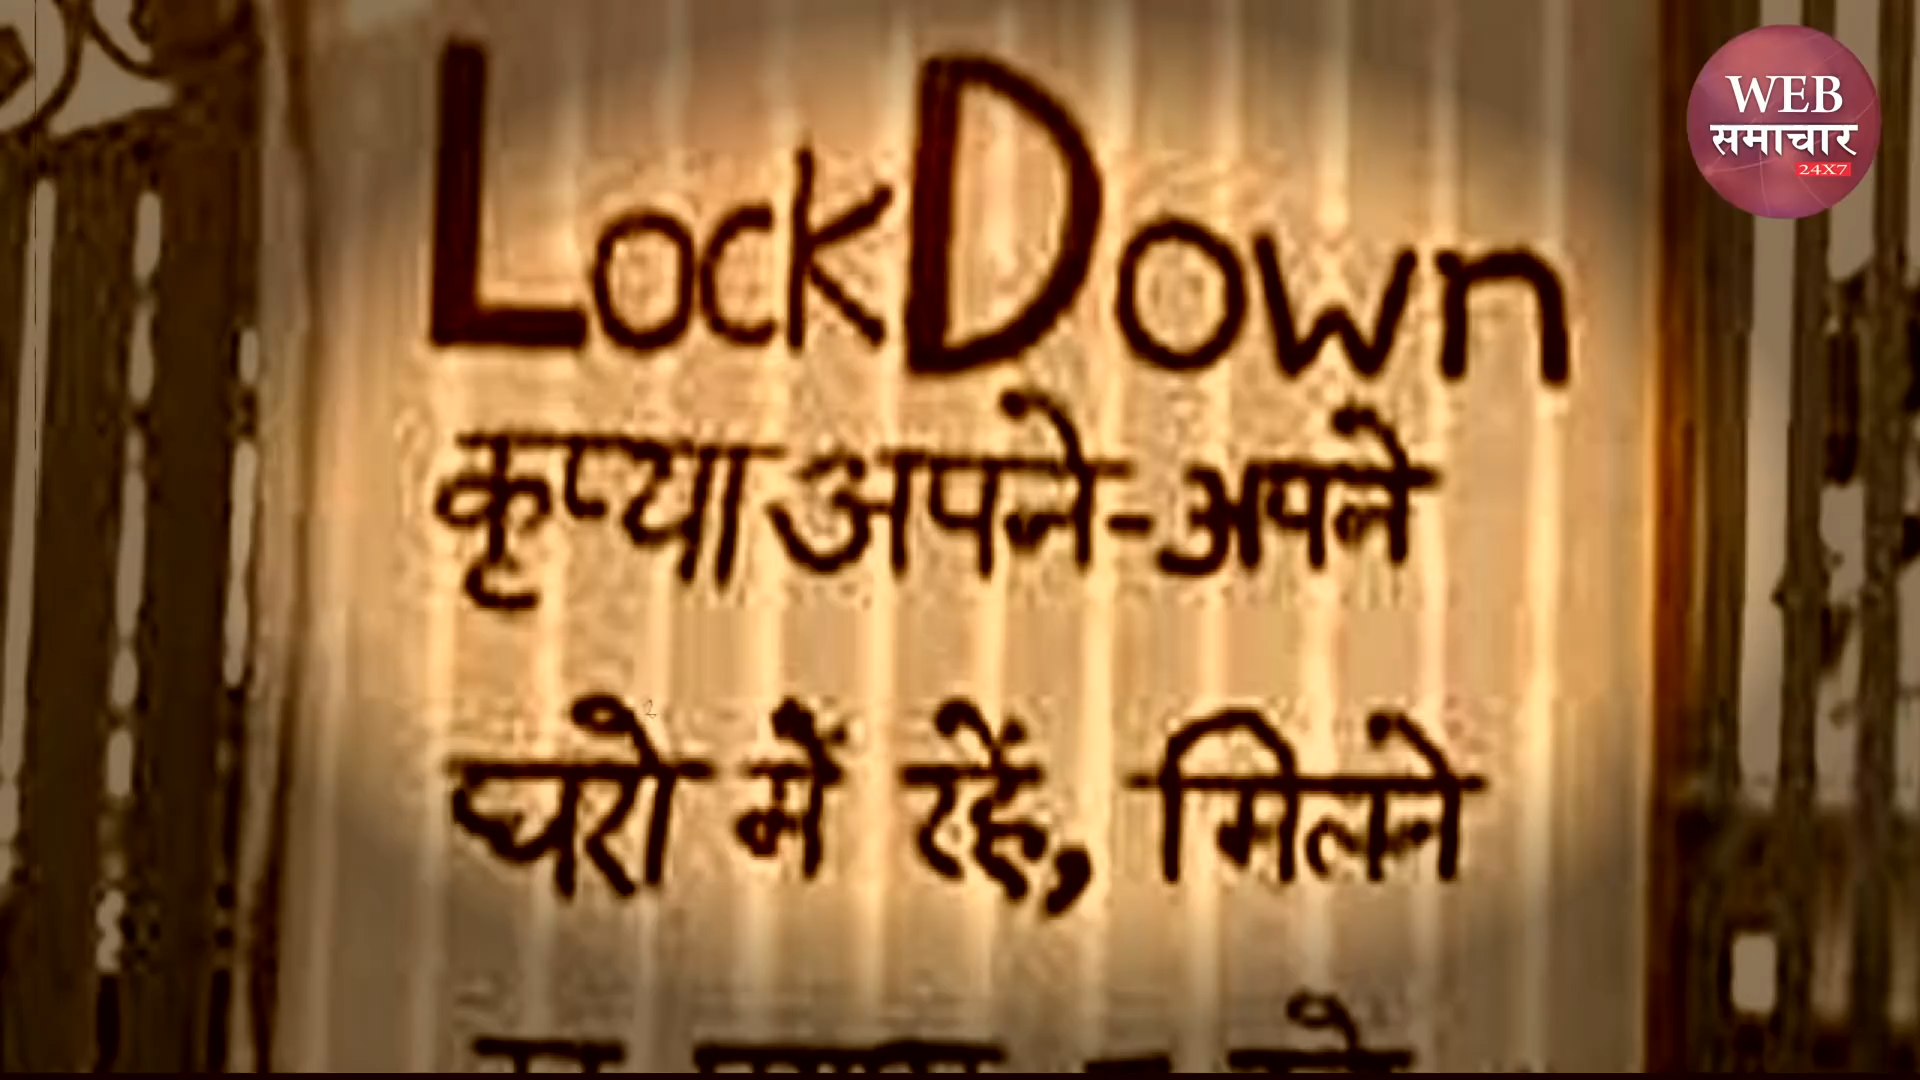 LockDown
कृप्या अपने-अपने
घरो में रहें, मिलने
WEB
समाचार
24X7